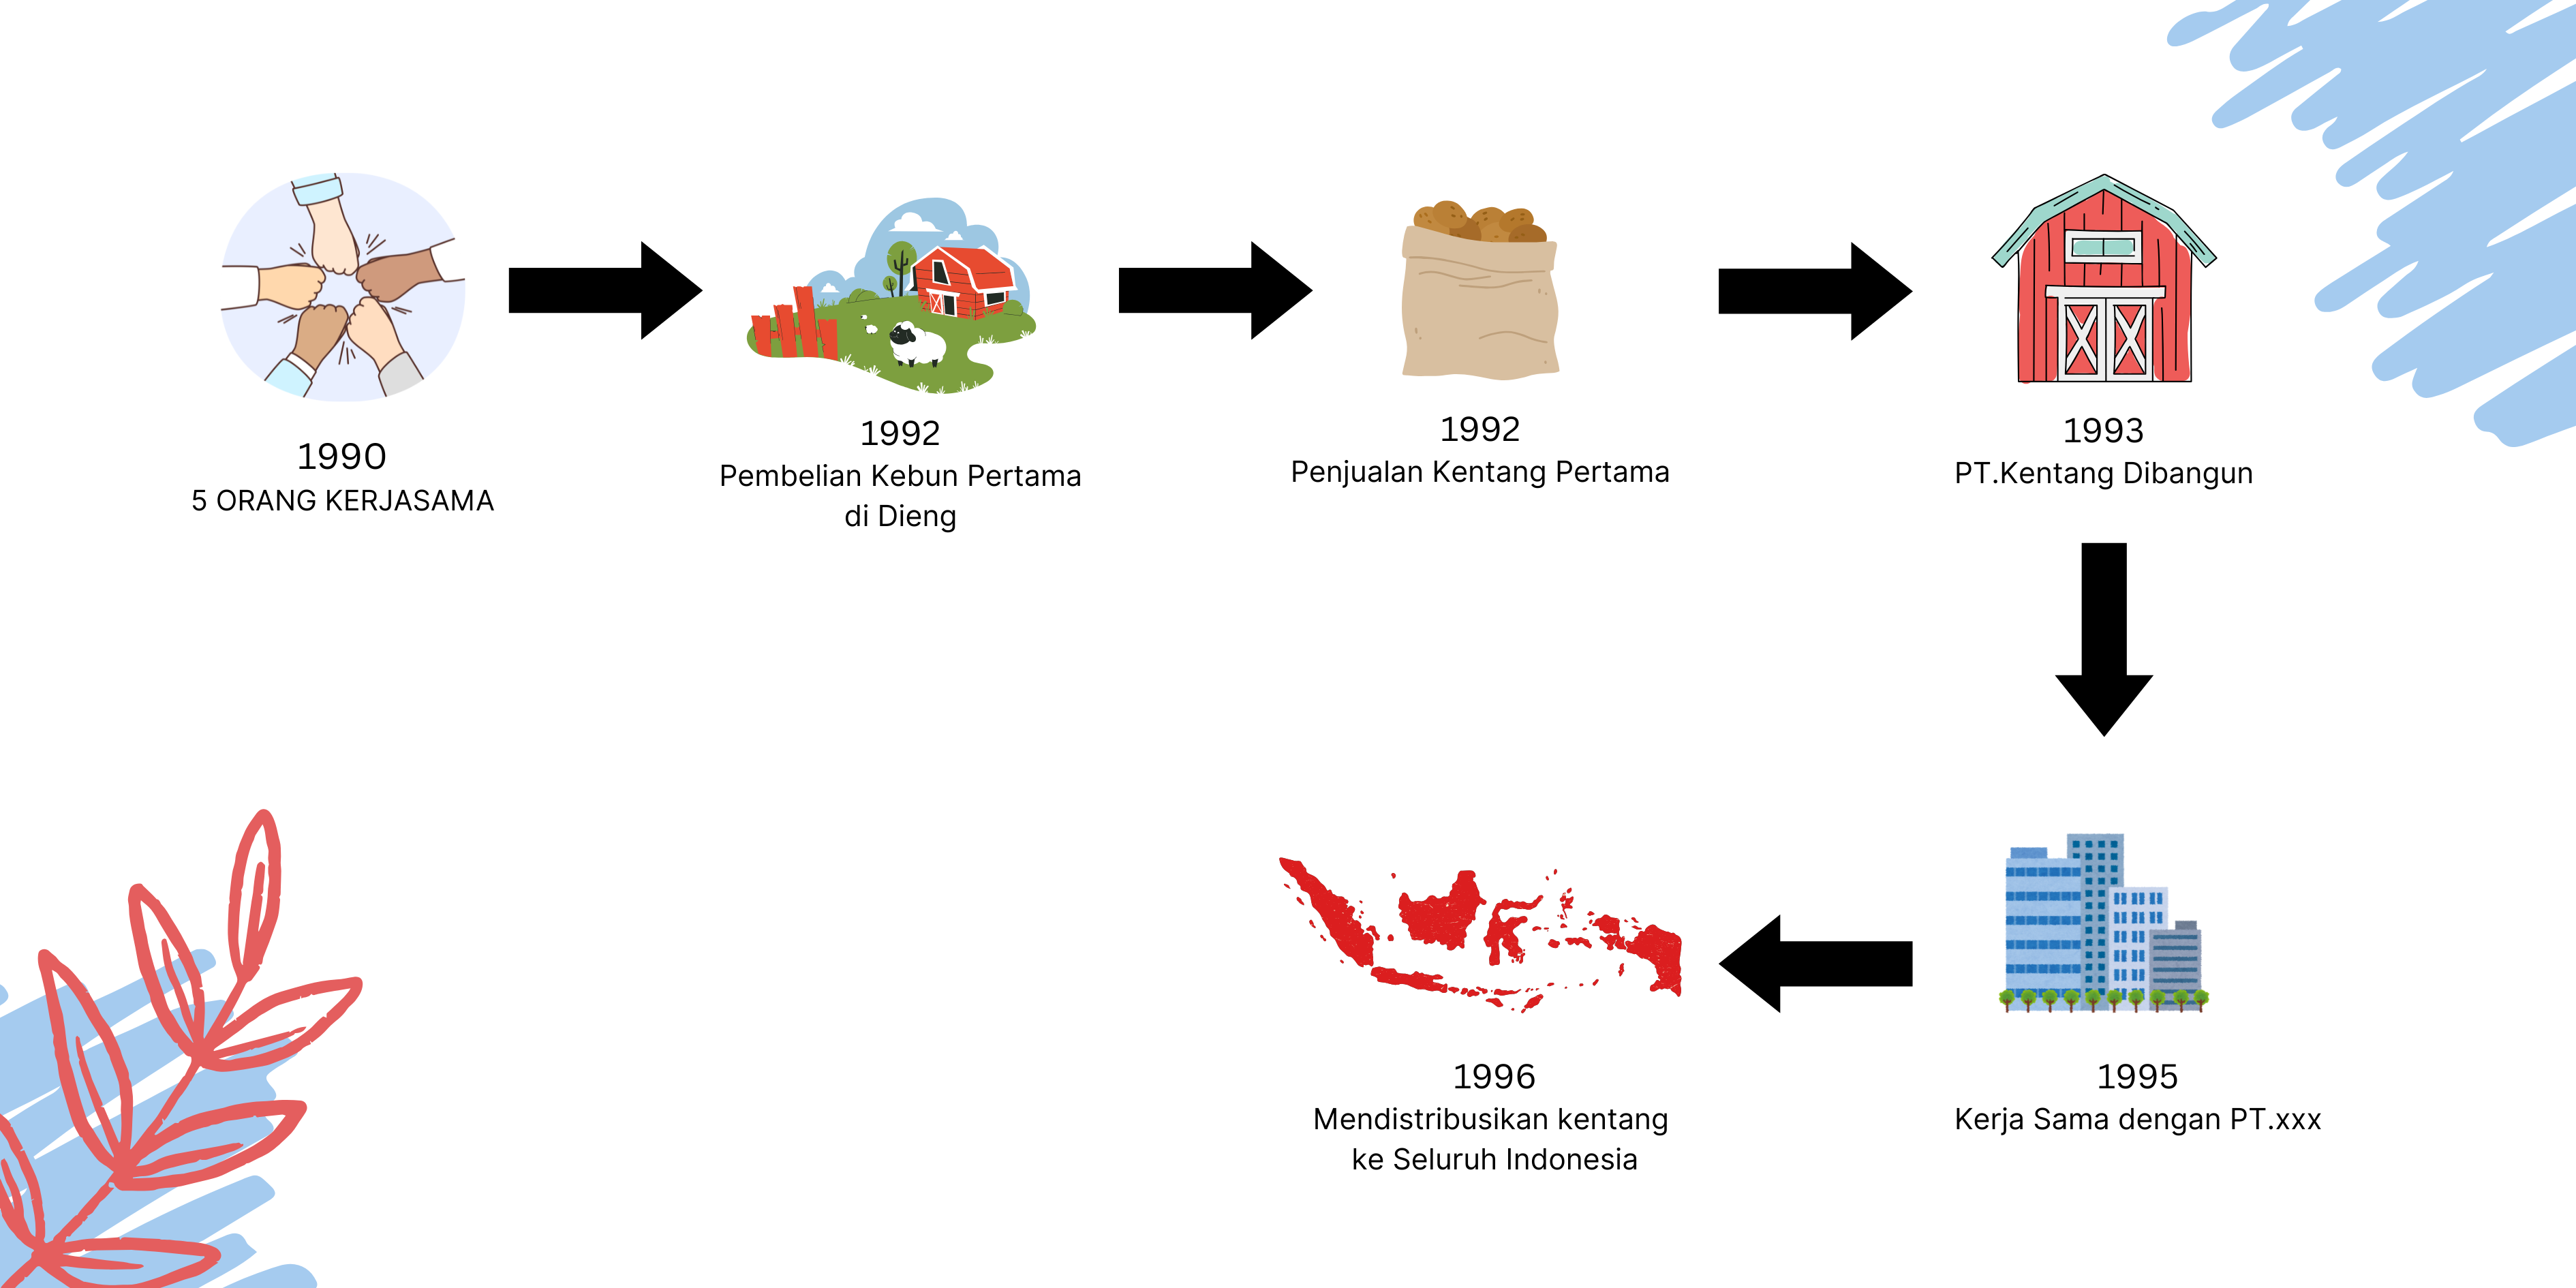 1990
5 ORANG KERJASAMA
1992
Pembelian Kebun Pertama
di Dieng
1992
Penjualan Kentang Pertama
1993
PT.Kentang Dibangun
1995
Kerja Sama dengan PT.xxx
1996
Mendistribusikan kentang
ke Seluruh Indonesia